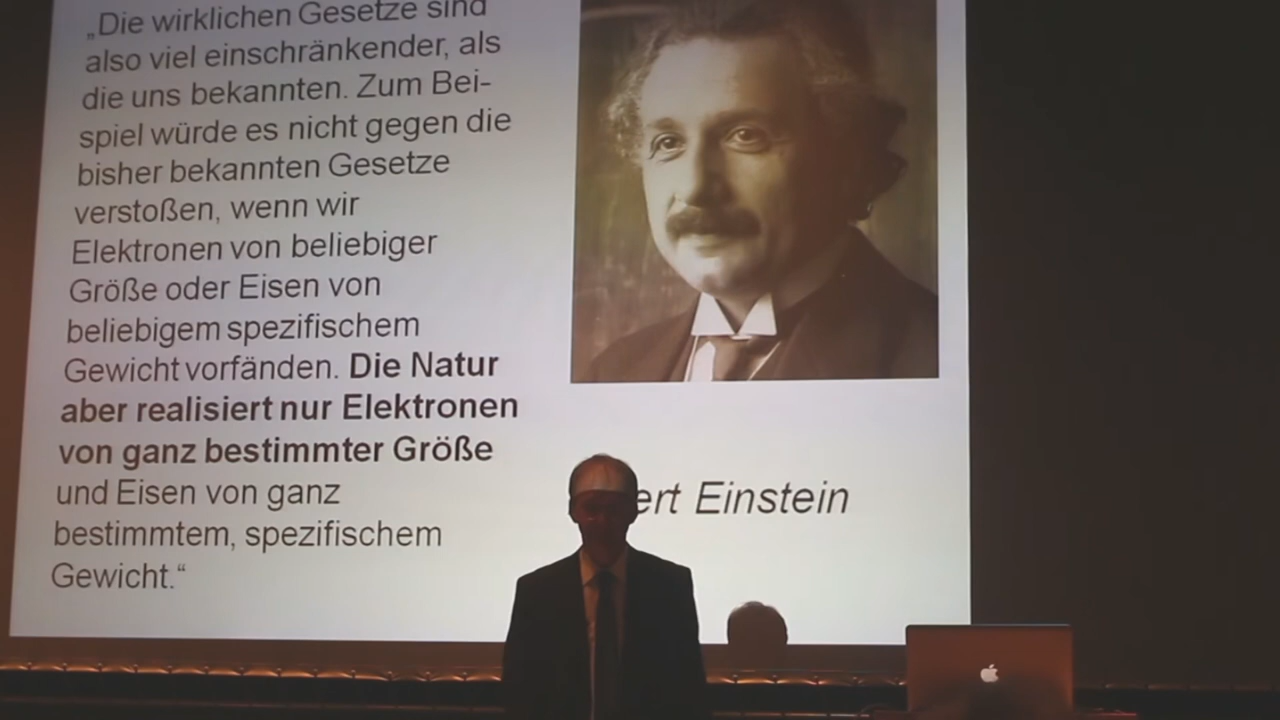 „Die wirklichen Gesetze sind
also viel einschränkender, als
die uns bekannten. Zum Bei-
spiel würde es nicht gegen die
bisher bekannten Gesetze
verstoßen, wenn wir
Elektronen von beliebiger
Größe oder Eisen von
beliebigem spezifischem
Gewicht vorfänden. Die Natur
aber realisiert nur Elektronen
von ganz bestimmter Größe
und Eisen von ganz
bestimmtem, spezifischem
Gewicht.“
ert Einstein